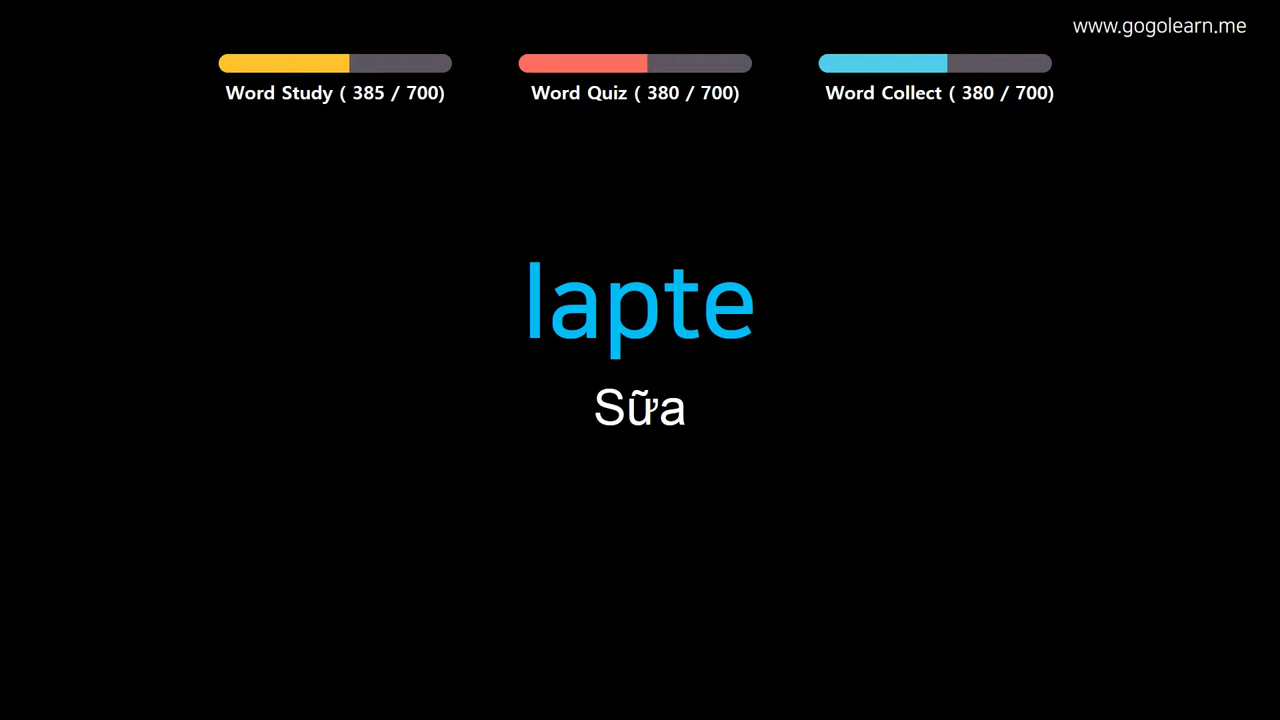 www.gogolearn.me
Word Study ( 385 / 700)
Word Quiz ( 380 / 700)
Word Collect ( 380 / 700)
lapte
Sữa